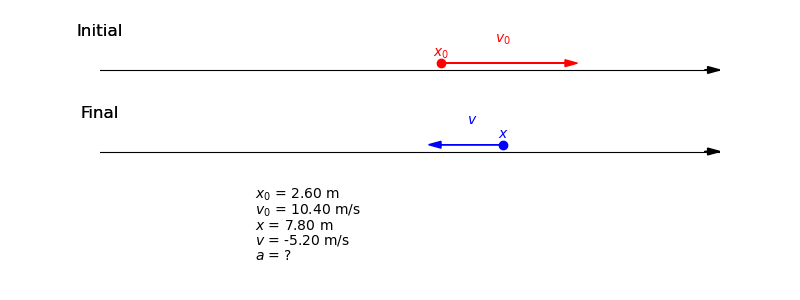 Initial
v₀
x₀
Final
v
x
x₀ = 2.60 m
v₀ = 10.40 m/s
x = 7.80 m
v = -5.20 m/s
a = ?